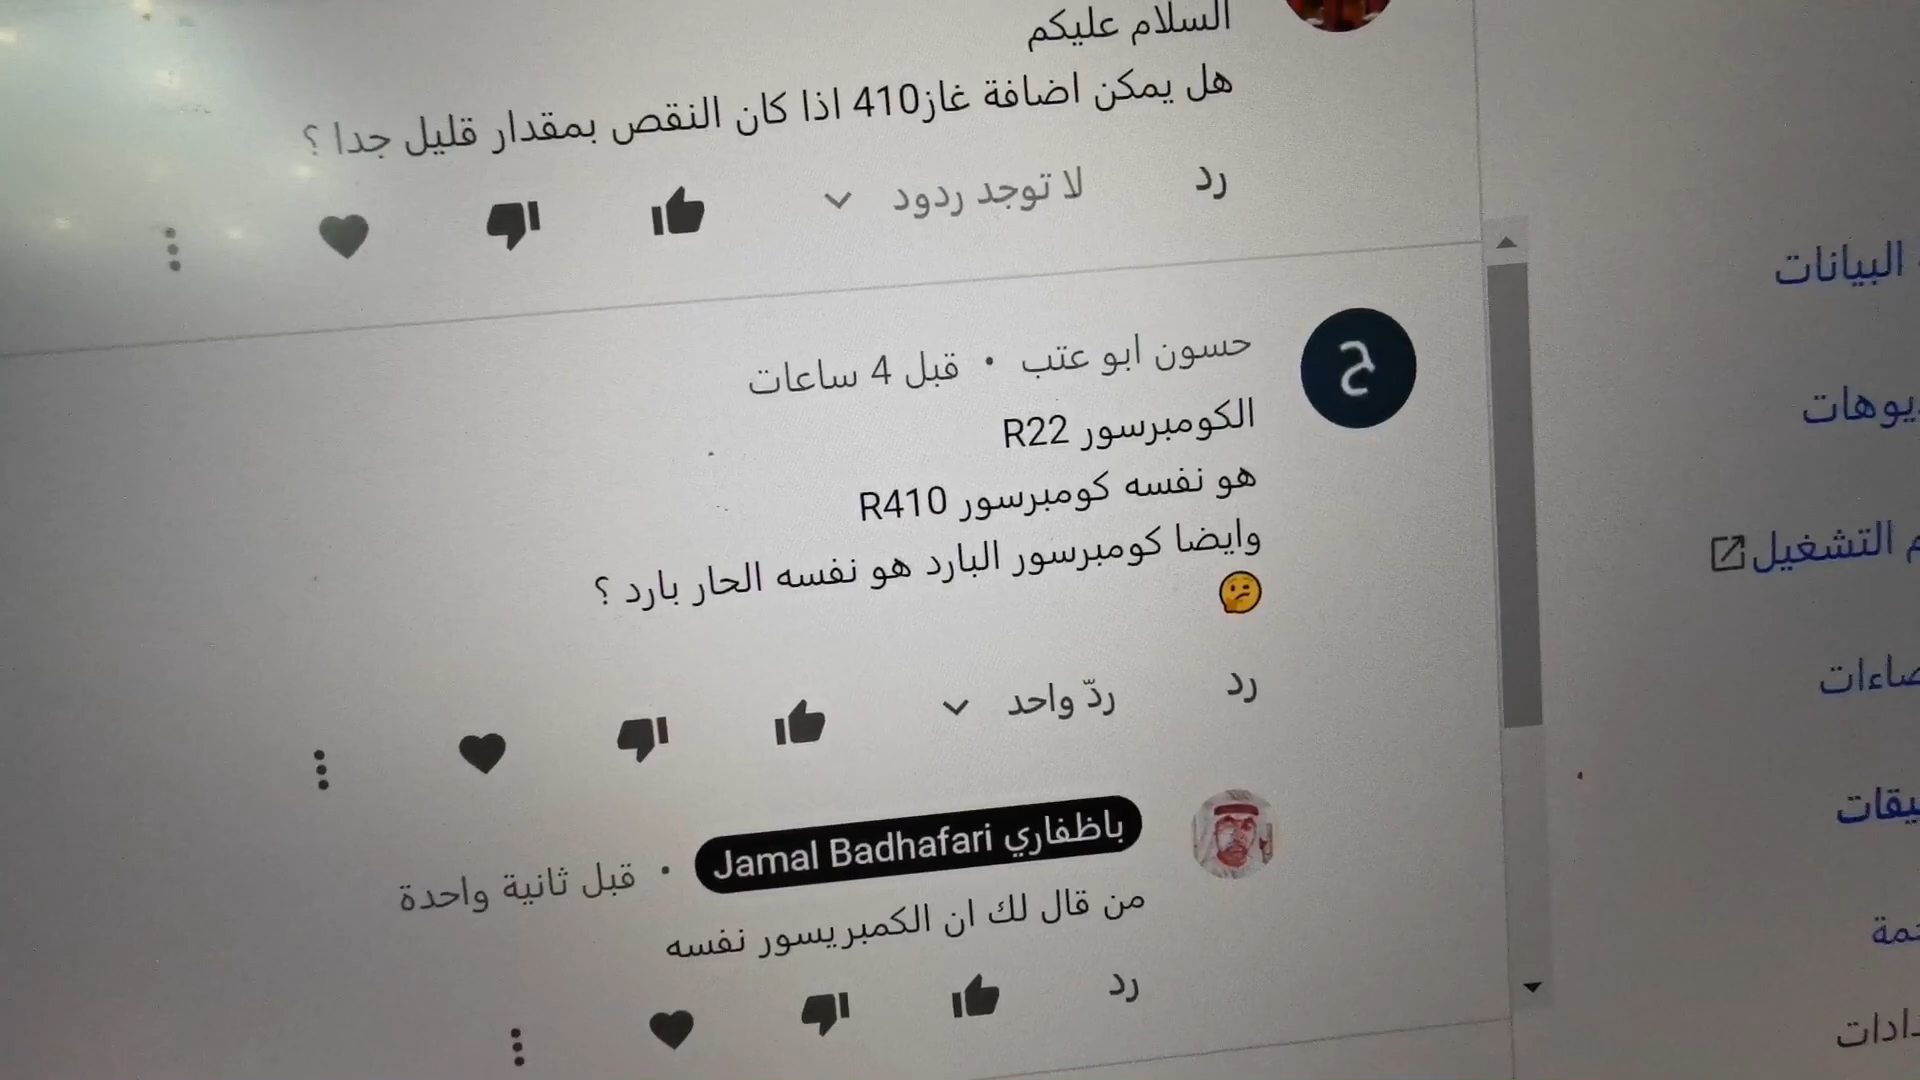 السلام عليكم
هل يمكن اضافة غاز410 اذا كان النقص بمقدار قليل جدا ؟
رد
لا توجد ردود
حسون ابو عتب • قبل 4 ساعات
الكومبرسور R22
هو نفسه كومبرسور R410
وايضا كومبرسور البارد هو نفسه الحار بارد ؟
🤔
رد
ردّ واحد
باظفاري Jamal Badhafari • قبل ثانية واحدة
من قال لك ان الكمبريسور نفسه
رد
البيانات
التشغيل